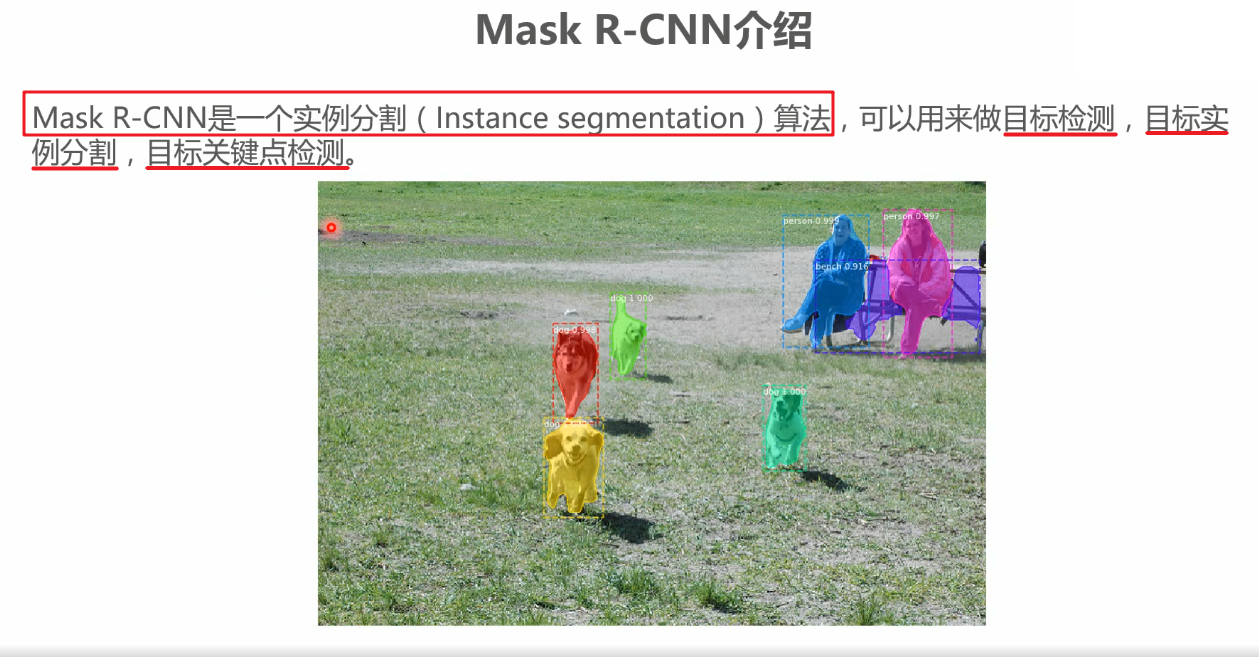 Mask R-CNN介绍
Mask R-CNN是一个实例分割（Instance segmentation）算法，可以用来做目标检测，目标实
例分割，目标关键点检测。
person 0.999
person 0.997
bench 0.916
dog 1.000
dog 0.998
dog 1.000
dog